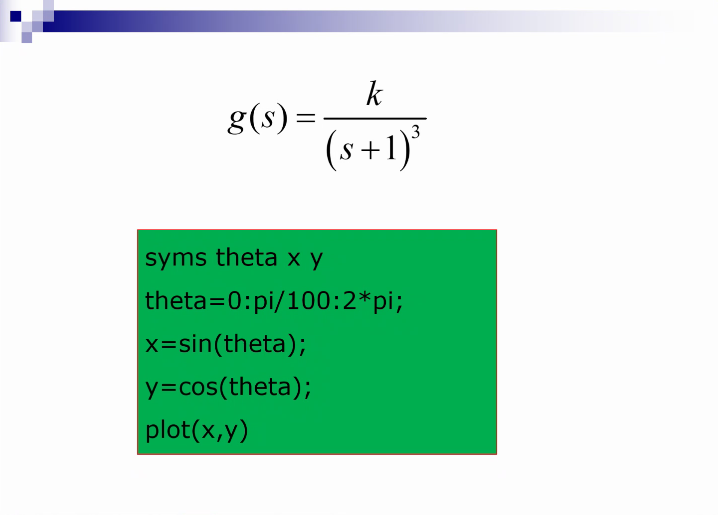 g(s) = k / (s + 1)^3
syms theta x y
theta=0:pi/100:2*pi;
x=sin(theta);
y=cos(theta);
plot(x,y)